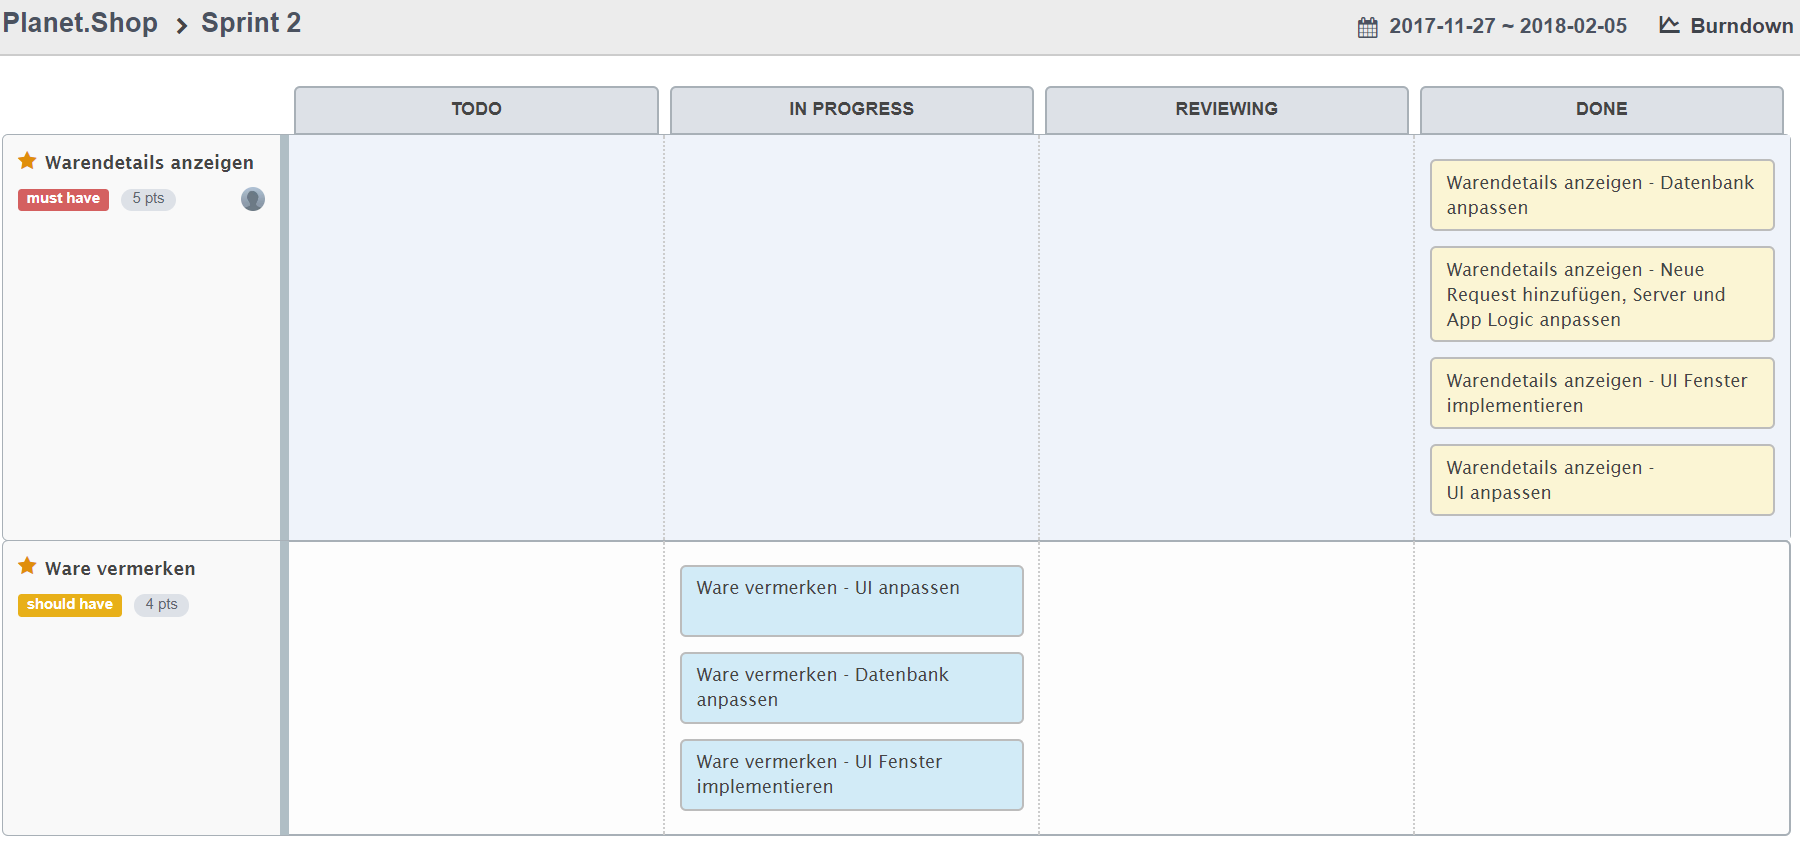 Planet.Shop > Sprint 2
2017-11-27 ~ 2018-02-05 Burndown
TODO IN PROGRESS REVIEWING DONE
Warendetails anzeigen
must have 5 pts
Warendetails anzeigen - Datenbank
anpassen
Warendetails anzeigen - Neue
Request hinzufügen, Server und
App Logic anpassen
Warendetails anzeigen - UI Fenster
implementieren
Warendetails anzeigen -
UI anpassen
Ware vermerken
should have 4 pts
Ware vermerken - UI anpassen
Ware vermerken - Datenbank
anpassen
Ware vermerken - UI Fenster
implementieren